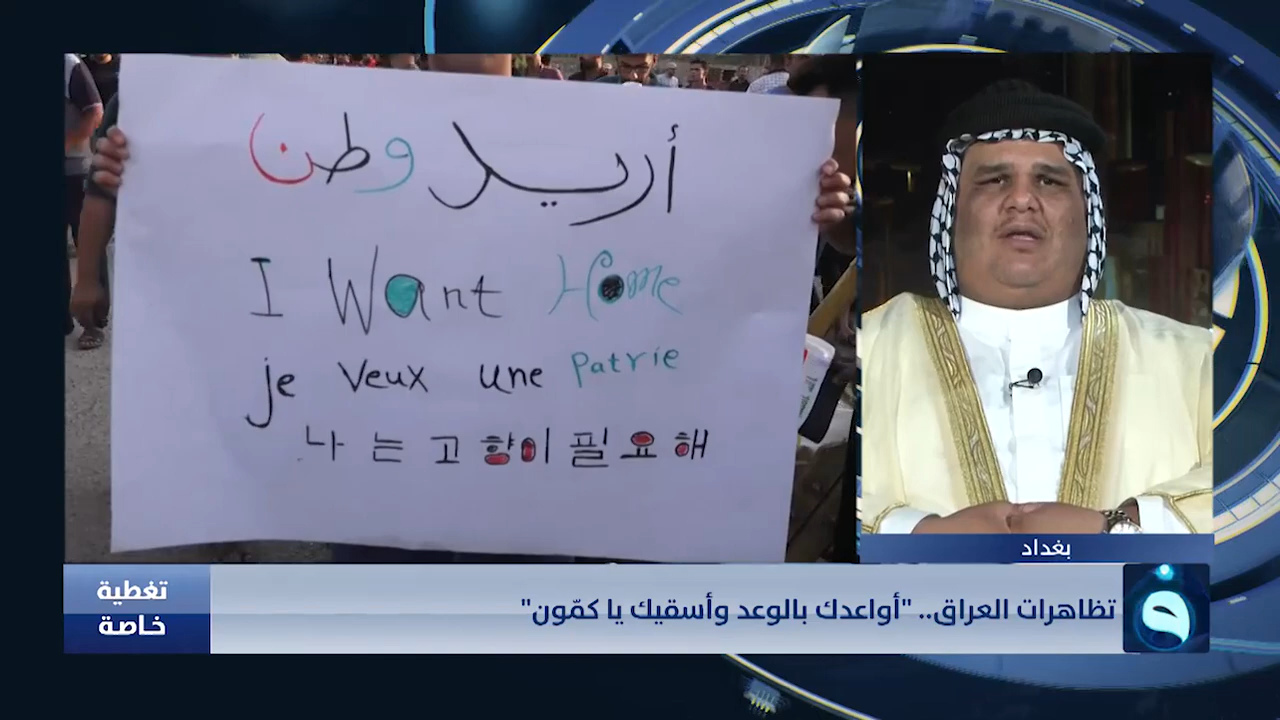 أريد وطن
I Want Home
je veux une Patrie
나는 고향이 필요해
بغداد
تظاهرات العراق.. "أواعدك بالوعد وأسقيك يا كمّون"
تغطية
خاصة